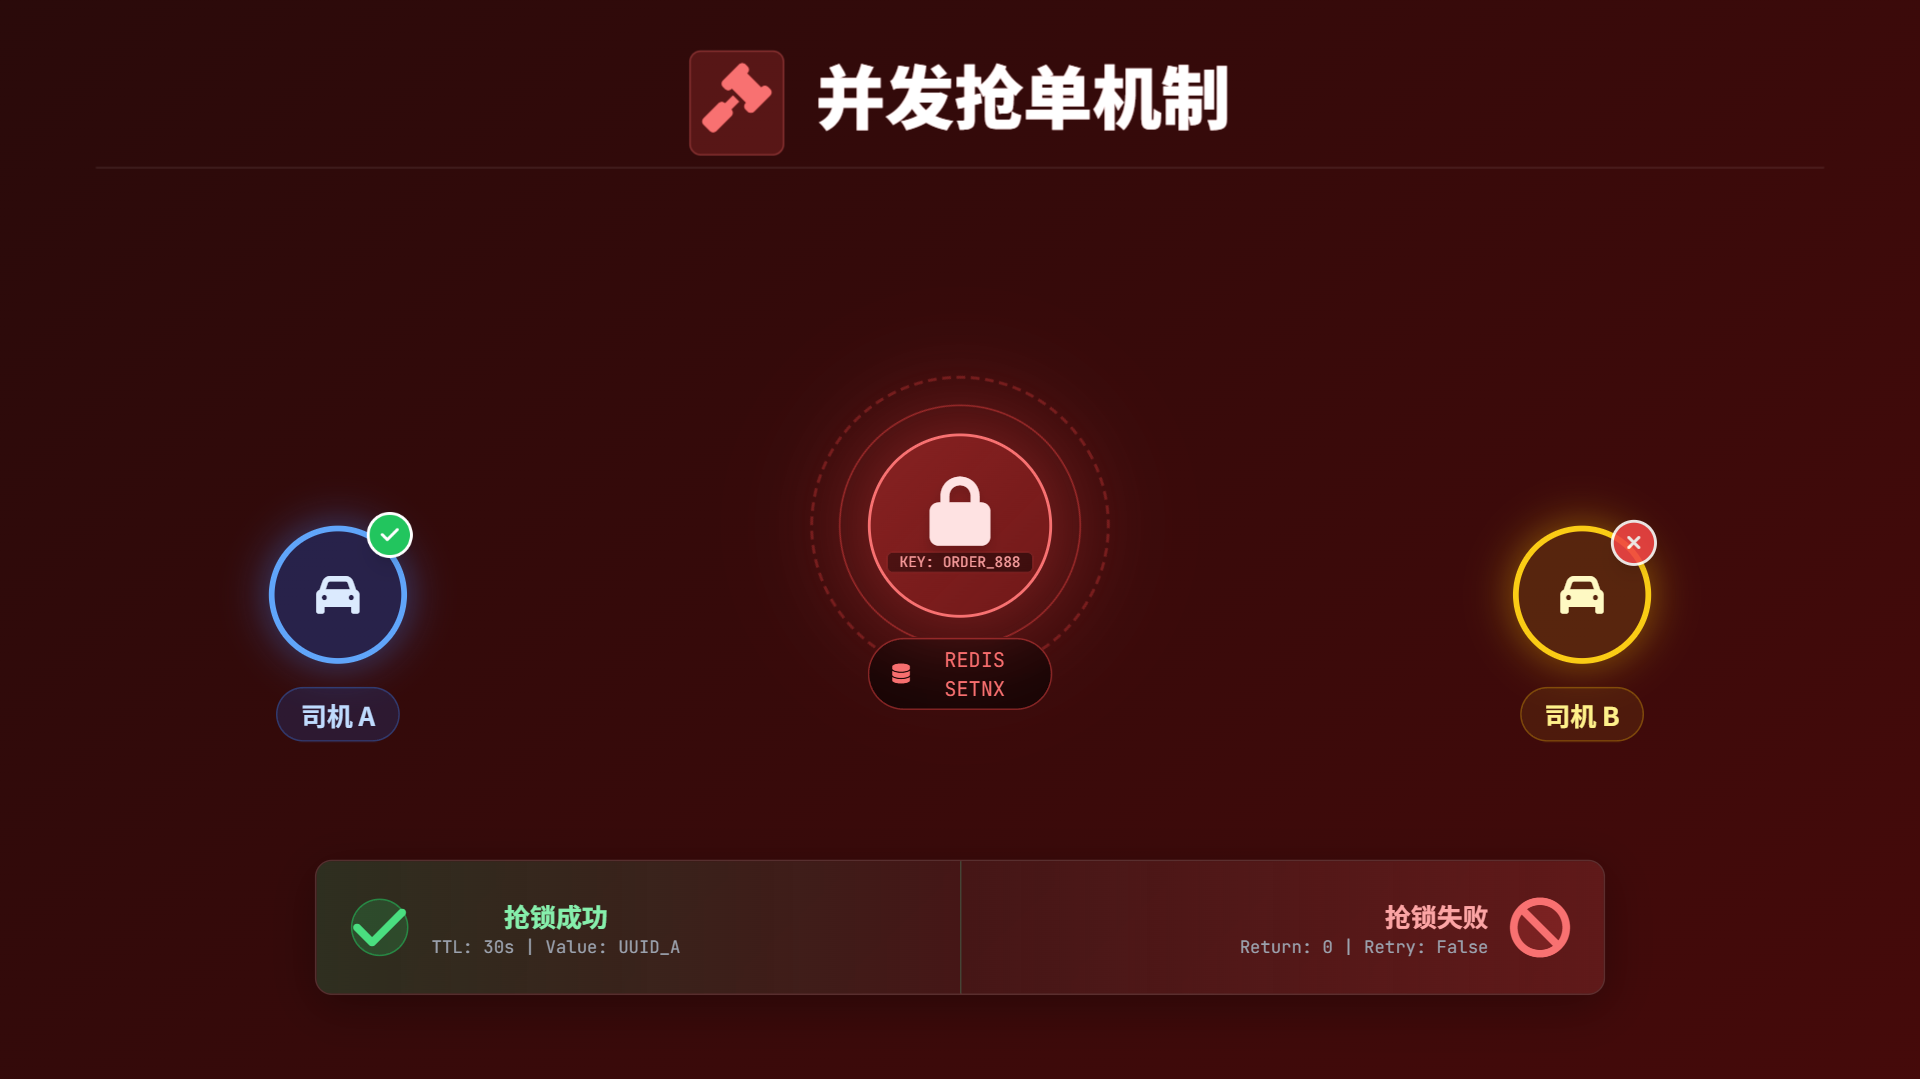 并发抢单机制
KEY: ORDER_888
REDIS
SETNX
司机 A
司机 B
抢锁成功
TTL: 30s | Value: UUID_A
抢锁失败
Return: 0 | Retry: False